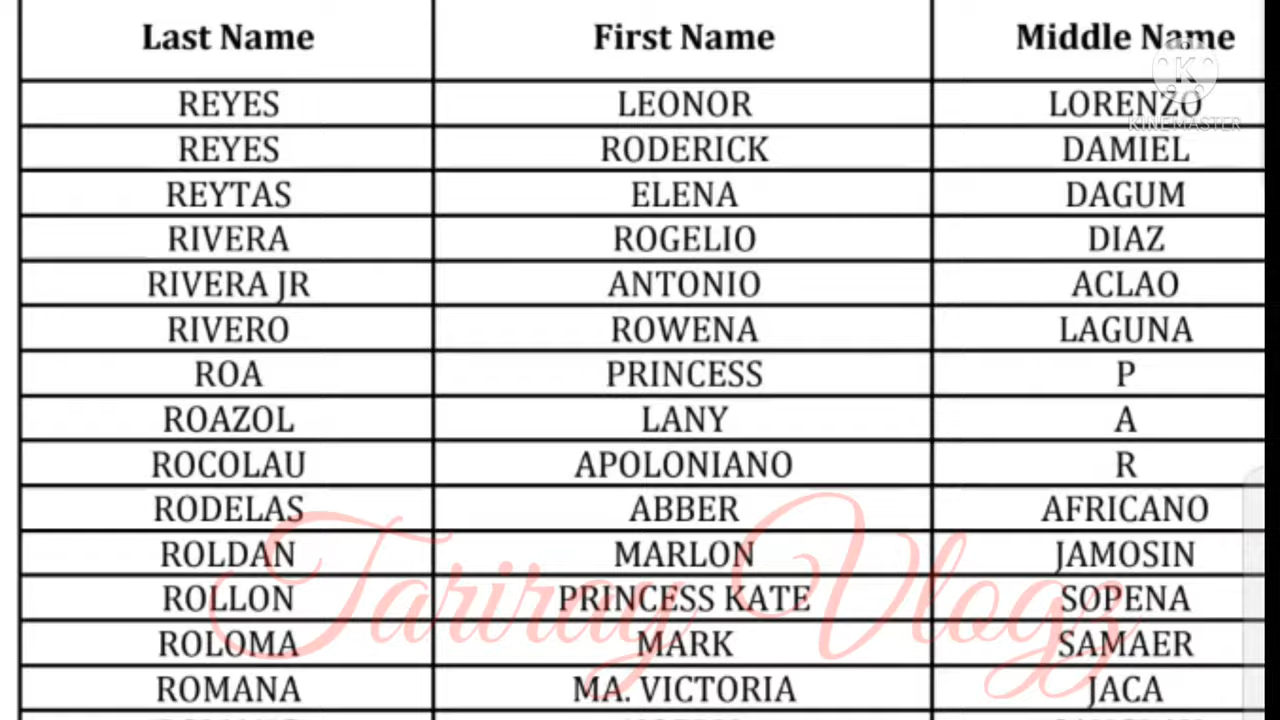 Last Name First Name Middle Name
REYES LEONOR LORENZO
REYES RODERICK DAMIEL
REYTAS ELENA DAGUM
RIVERA ROGELIO DIAZ
RIVERA JR ANTONIO ACLAO
RIVERO ROWENA LAGUNA
ROA PRINCESS P
ROAZOL LANY A
ROCOLAU APOLONIANO R
RODELAS ABBER AFRICANO
ROLDAN MARLON JAMOSIN
ROLLON PRINCESS KATE SOPENA
ROLOMA MARK SAMAER
ROMANA MA. VICTORIA JACA
K
KINEMASTER
Tariray Vlogz